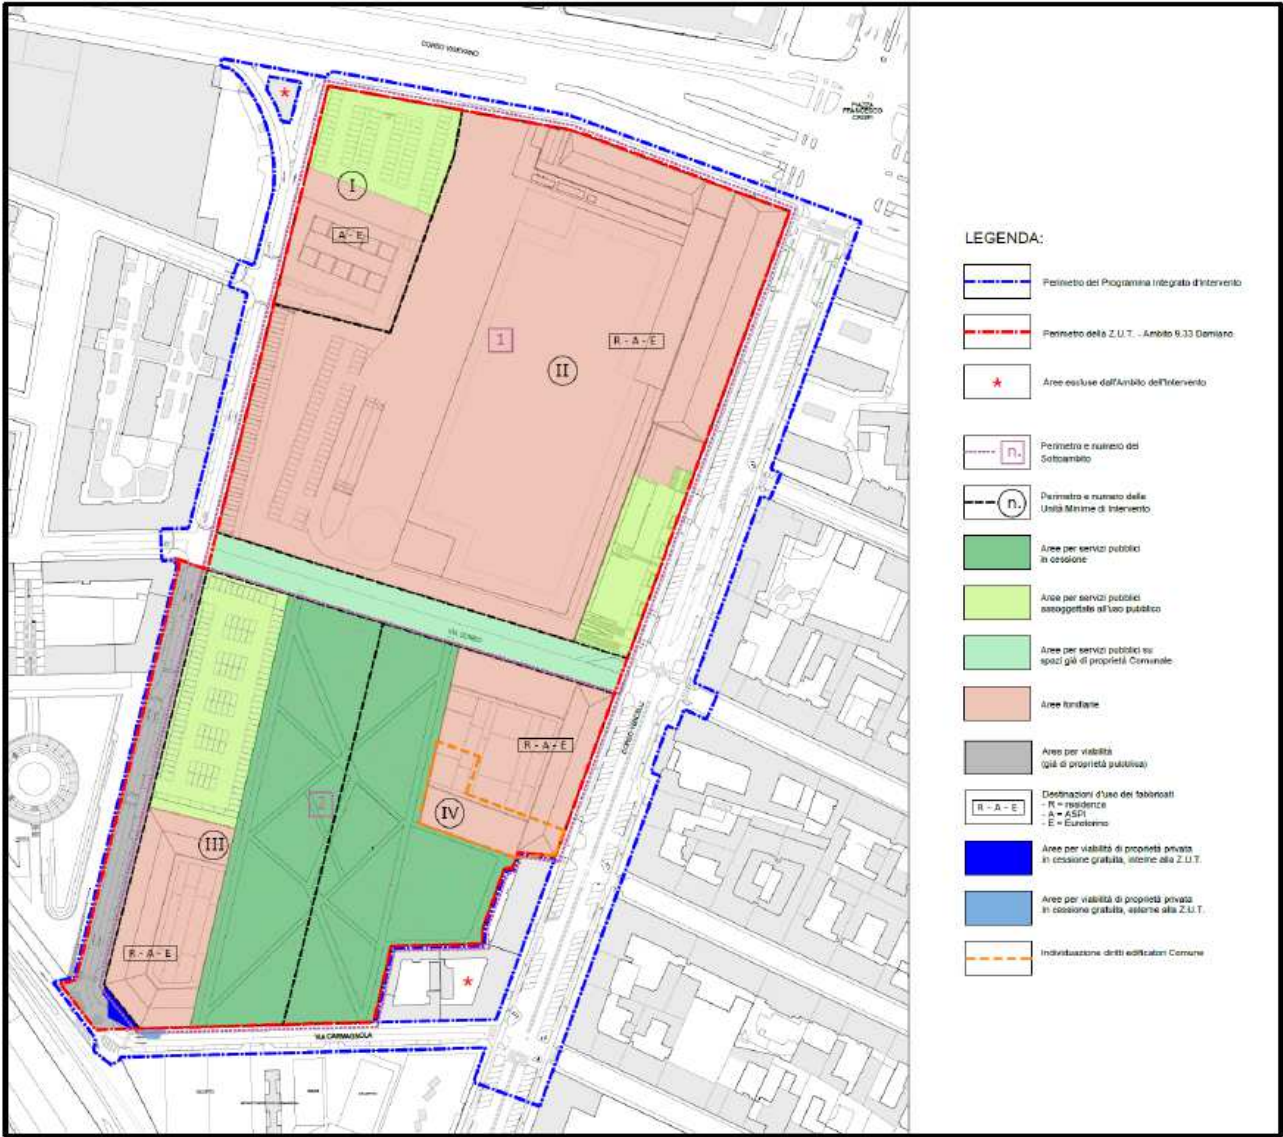 CORSO VIGEVANO
PIAZZA
FRANCESCO
CRISPI
I
A - E
1
R - A - E
II
VIA CUNEO
CORSO VERCELLI
R - A - E
2
IV
III
R - A - E
VIA CARMAGNOLA
LEGENDA:
Perimetro del Programma Integrato d'Intervento
Perimetro della Z.U.T. - Ambito 9.33 Damiano
* Aree escluse dall'Ambito dell'Intervento
n. Perimetro e numero del
Sottoambito
n. Perimetro e numero delle
Unità Minime di Intervento
Aree per servizi pubblici
in cessione
Aree per servizi pubblici
assoggettate all'uso pubblico
Aree per servizi pubblici su
spazi già di proprietà Comunale
Aree fondiarie
Aree per viabilità
(già di proprietà pubblica)
R - A - E
Destinazioni d'uso dei fabbricati
- R = residenze
- A = ASPI
- E = Eurotorino
Aree per viabilità di proprietà privata
in cessione gratuita, interne alla Z.U.T.
Aree per viabilità di proprietà privata
in cessione gratuita, esterne alla Z.U.T.
Individuazione diritti edificatori Comune